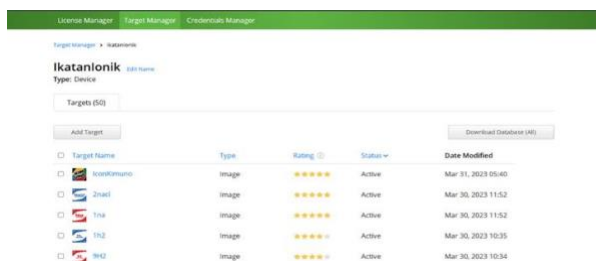 License Manager Target Manager Credentials Manager
Target Manager > IkatanIonik
IkatanIonik Edit Name
Type: Device
Targets (50)
Add Target Download Database (All)
Target Name Type Rating Status Date Modified
IconKimuno Image Active Mar 31, 2023 05:40
2nacl Image Active Mar 30, 2023 11:52
1na Image Active Mar 30, 2023 11:52
1h2 Image Active Mar 30, 2023 10:35
9H2 Image Active Mar 30, 2023 10:34